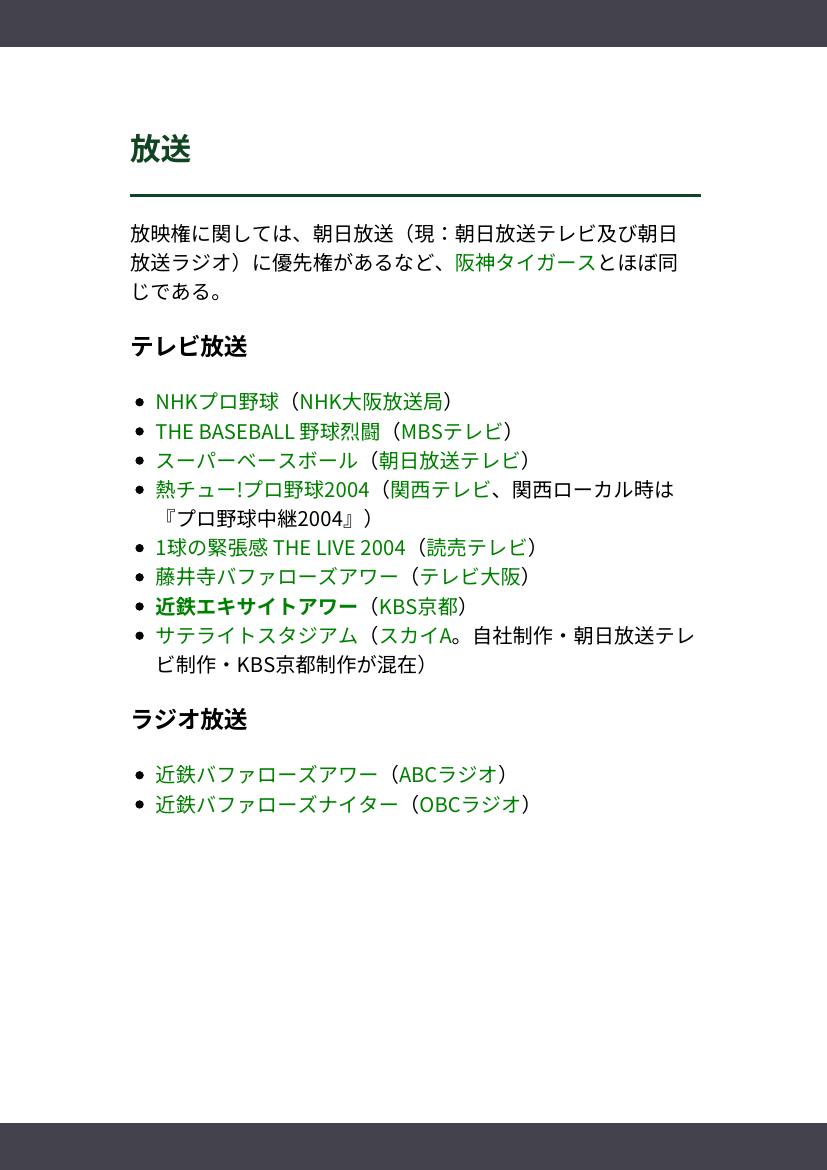 放送
放映権に関しては、朝日放送（現：朝日放送テレビ及び朝日
放送ラジオ）に優先権があるなど、阪神タイガースとほぼ同
じである。
テレビ放送
• NHKプロ野球（NHK大阪放送局）
• THE BASEBALL 野球烈闘（MBSテレビ）
• スーパーベースボール（朝日放送テレビ）
• 熱チュー!プロ野球2004（関西テレビ、関西ローカル時は
『プロ野球中継2004』）
• 1球の緊張感 THE LIVE 2004（読売テレビ）
• 藤井寺バファローズアワー（テレビ大阪）
• 近鉄エキサイトアワー（KBS京都）
• サテライトスタジアム（スカイA。自社制作・朝日放送テレ
ビ制作・KBS京都制作が混在）
ラジオ放送
• 近鉄バファローズアワー（ABCラジオ）
• 近鉄バファローズナイター（OBCラジオ）